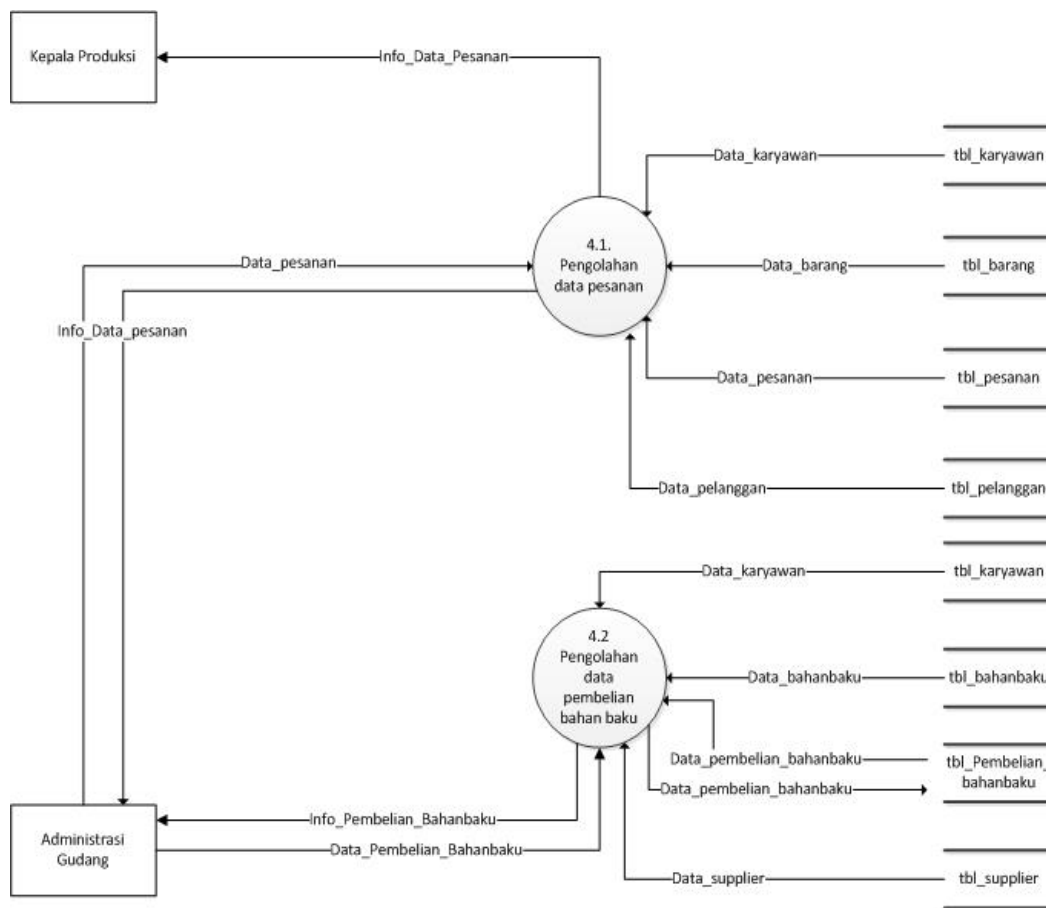 Kepala Produksi
Info_Data_Pesanan
Data_karyawan
tbl_karyawan
4.1.
Pengolahan
data pesanan
Data_pesanan
Data_barang
tbl_barang
Info_Data_pesanan
Data_pesanan
tbl_pesanan
Data_pelanggan
tbl_pelanggan
Data_karyawan
tbl_karyawan
4.2
Pengolahan
data
pembelian
bahan baku
Data_bahanbaku
tbl_bahanbaku
Data_pembelian_bahanbaku
tbl_Pembelian_
bahanbaku
Data_pembelian_bahanbaku
Info_Pembelian_Bahanbaku
Administrasi
Gudang
Data_Pembelian_Bahanbaku
Data_supplier
tbl_supplier